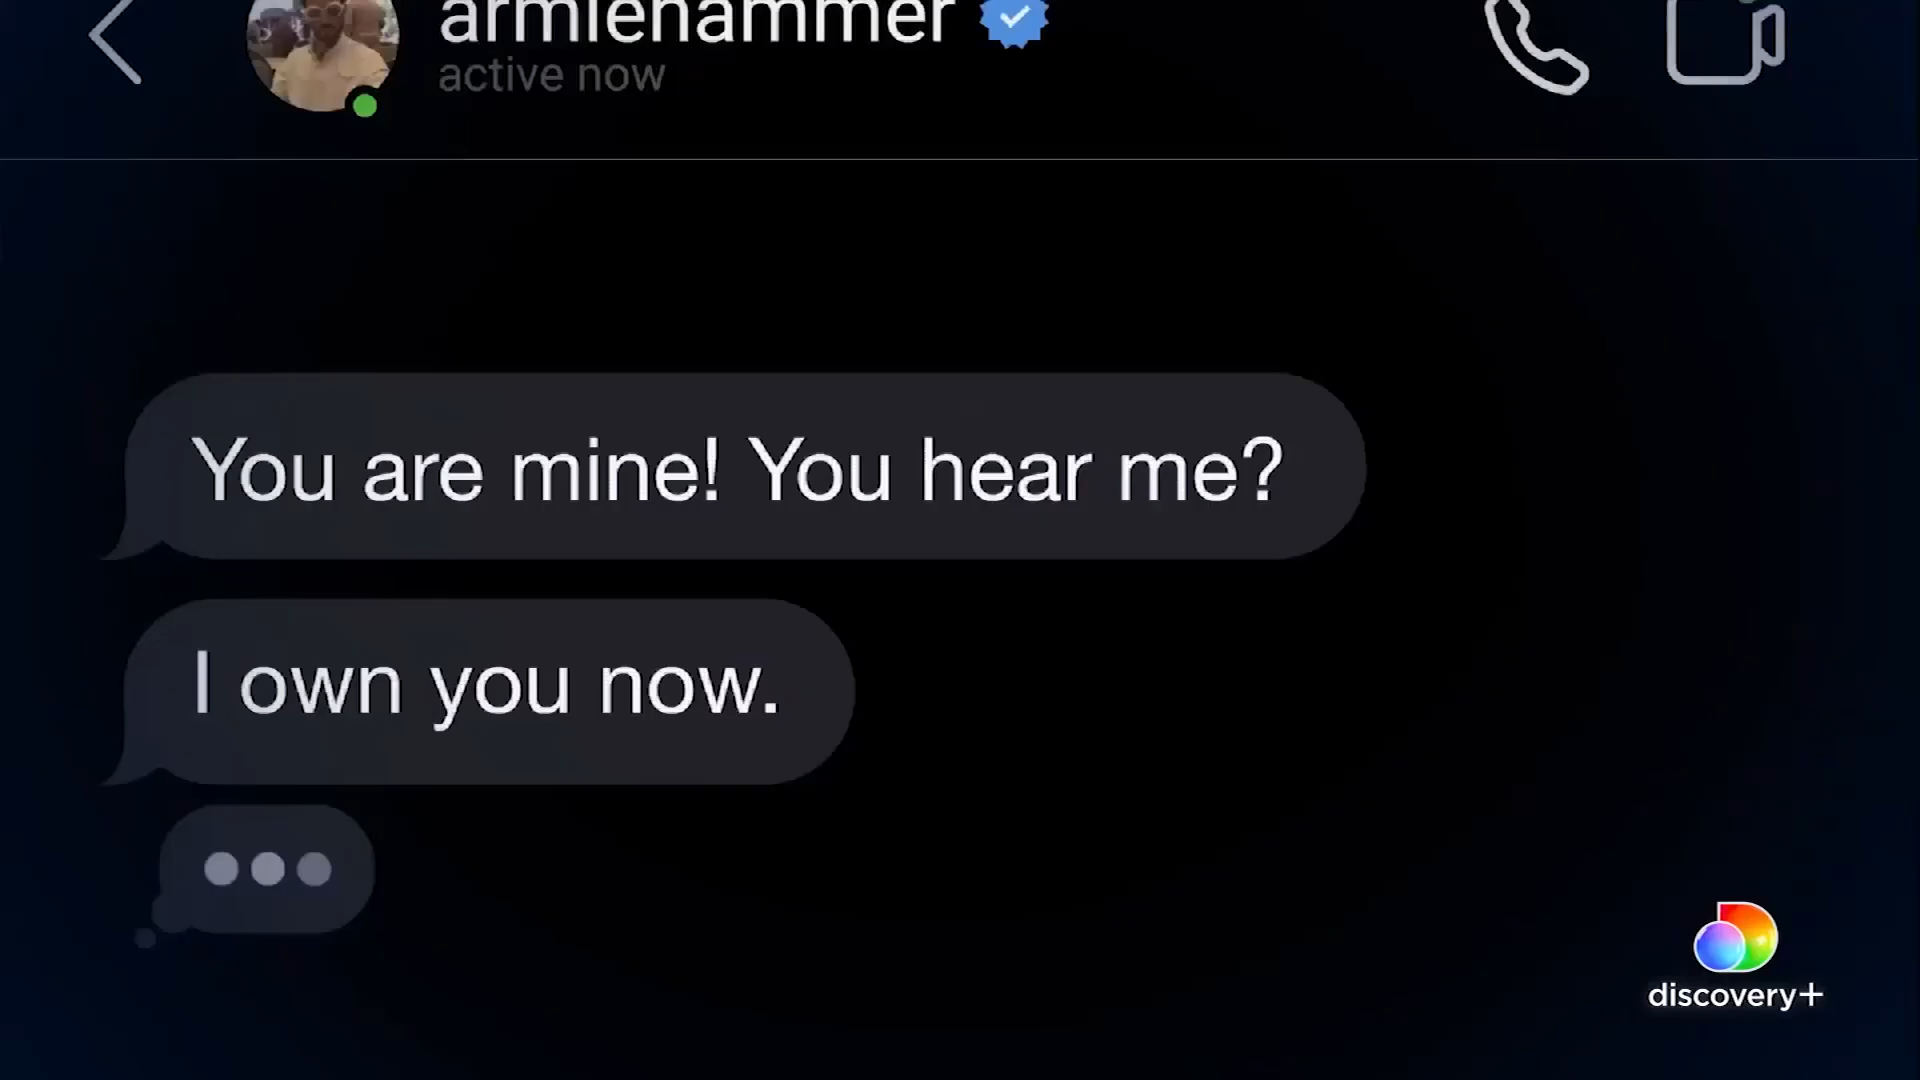 armiehammer
active now
You are mine! You hear me?
I own you now.
discovery+